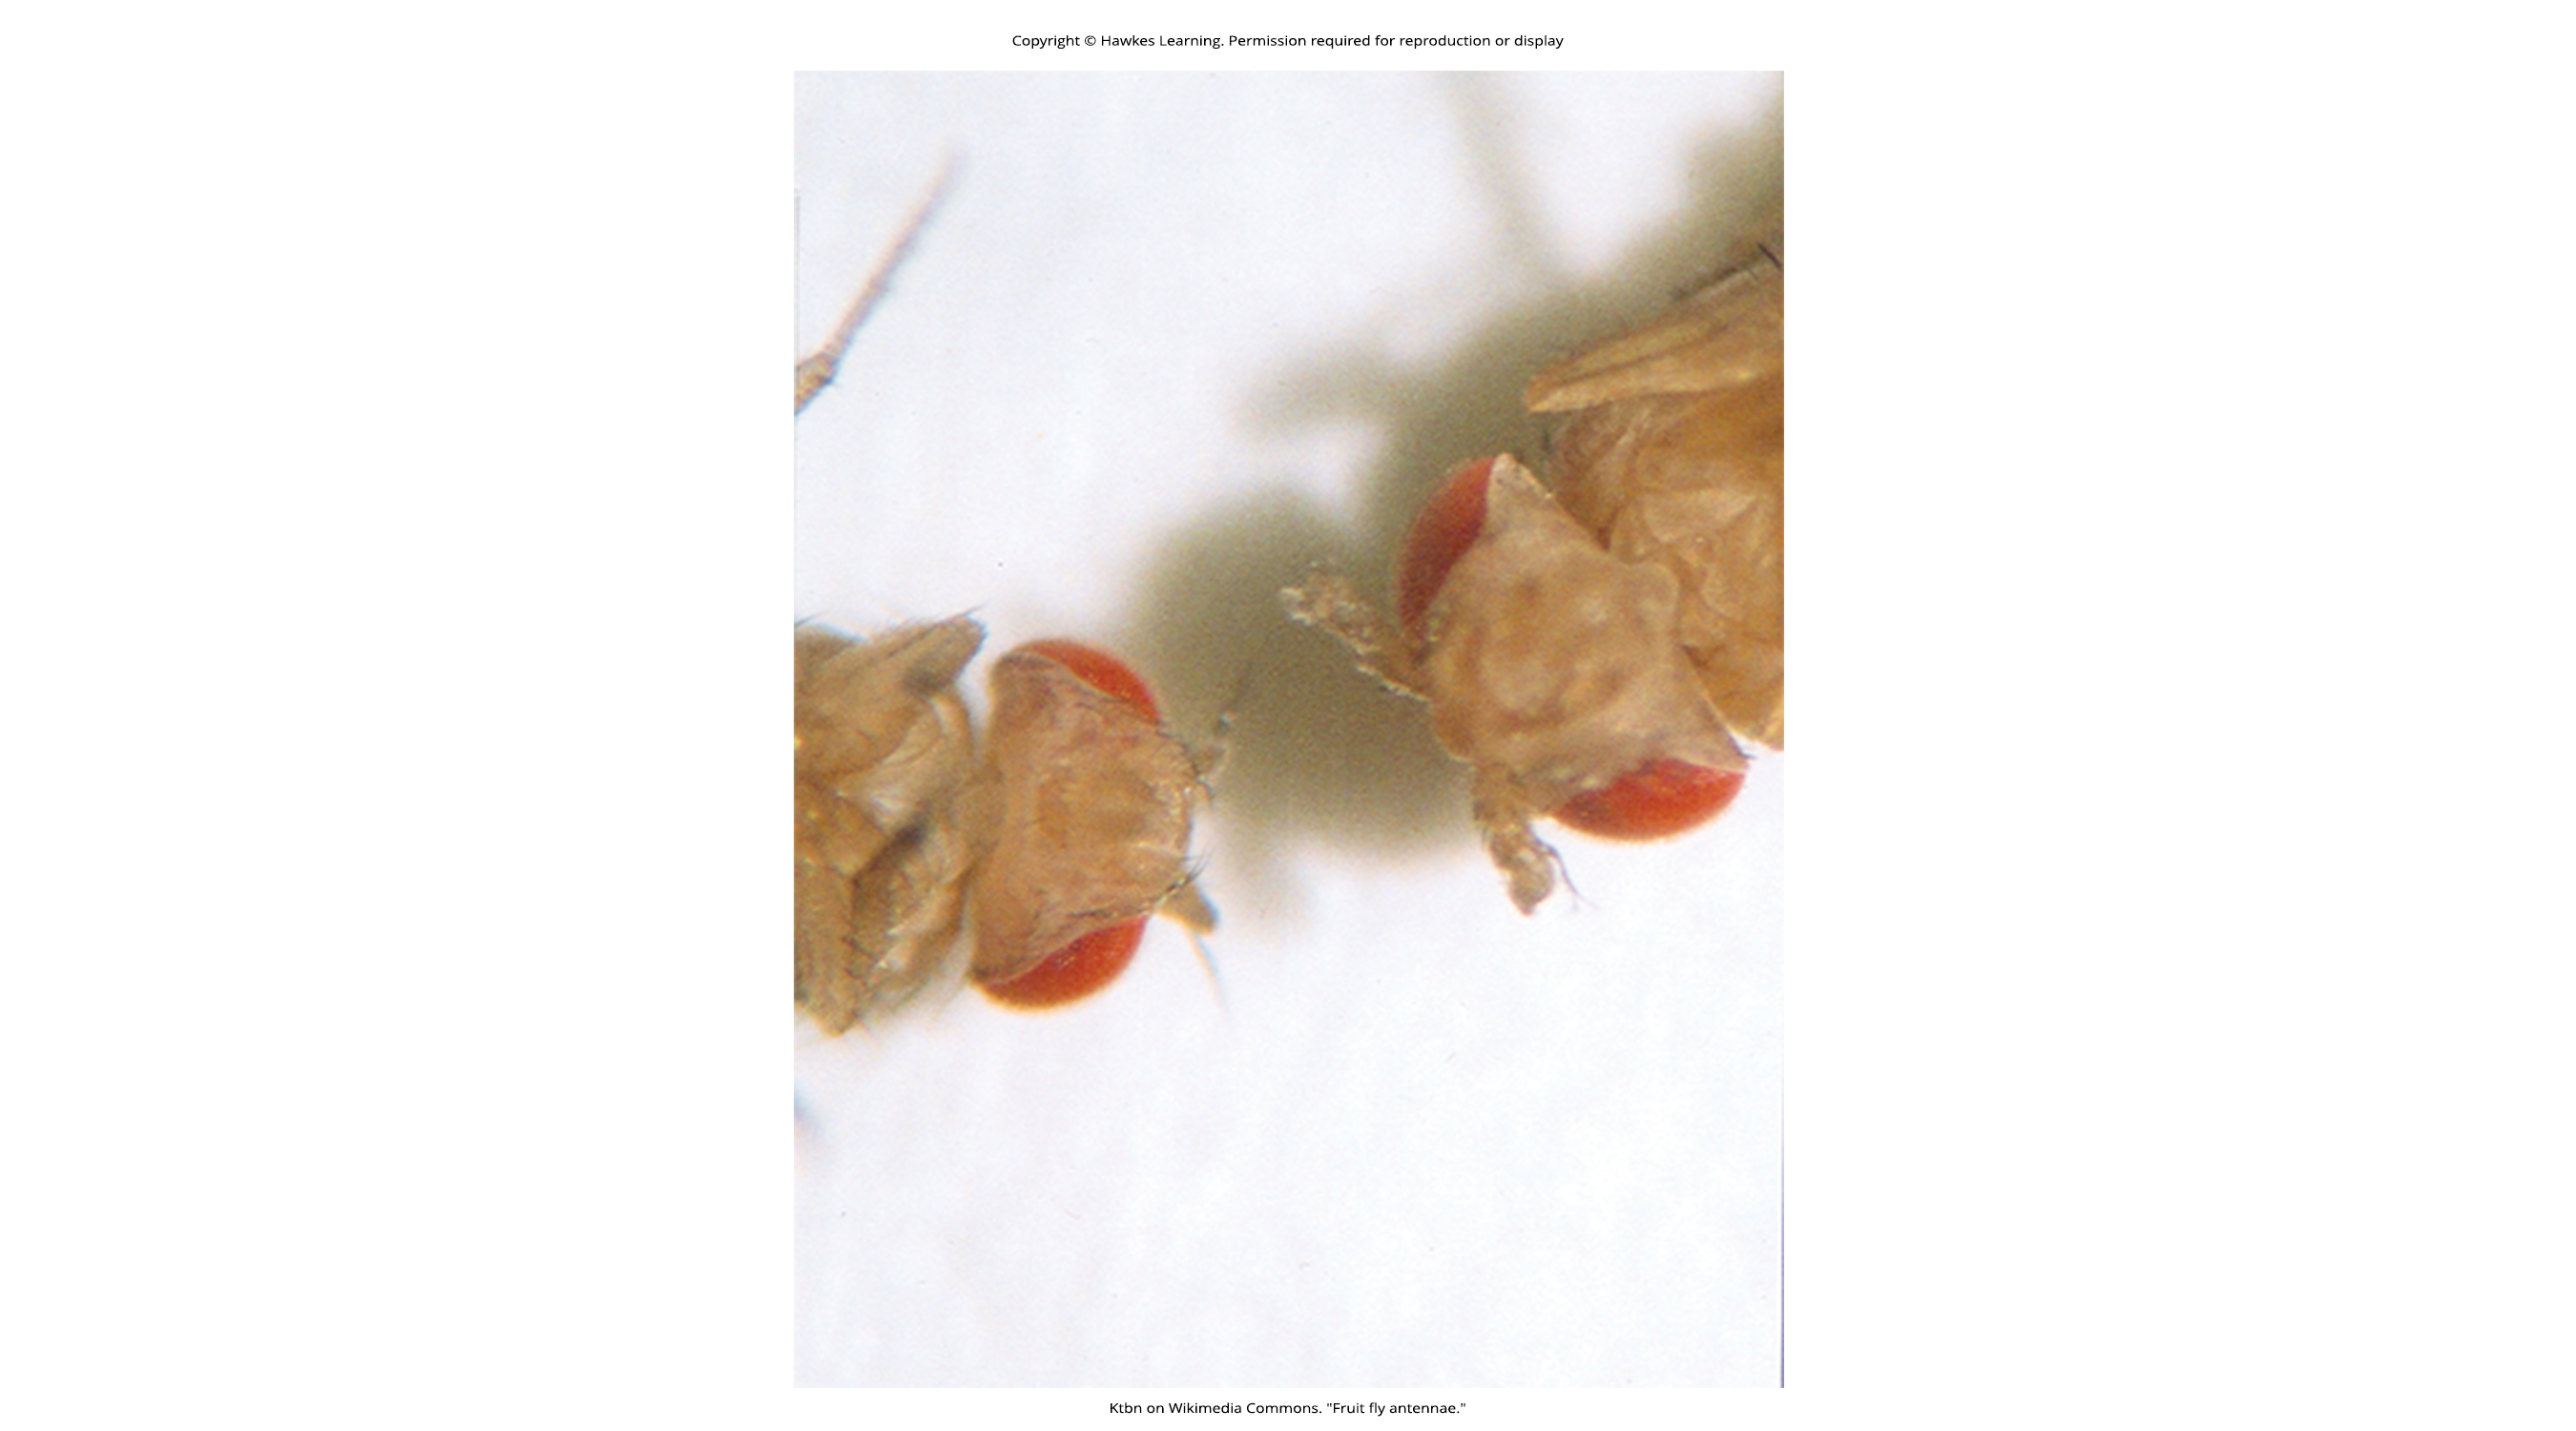 Copyright © Hawkes Learning. Permission required for reproduction or display
Ktbn on Wikimedia Commons. "Fruit fly antennae."